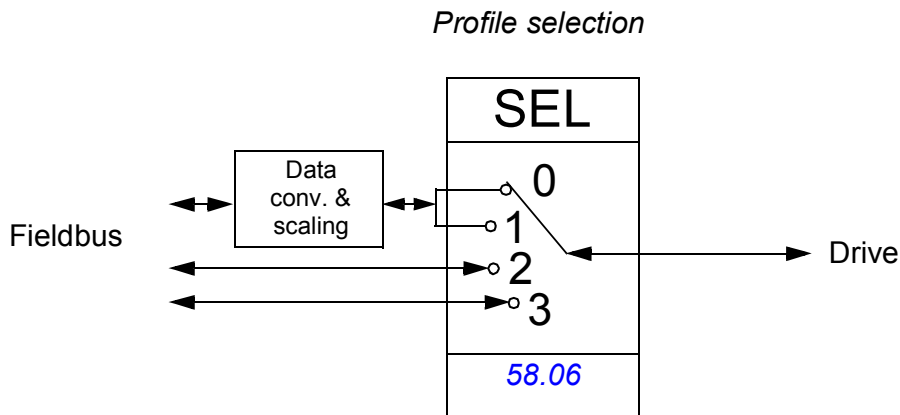 Profile selection
SEL
Data
conv. &
scaling
0
1
2
3
Fieldbus
Drive
58.06